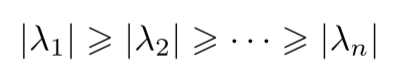 |λ₁| ⩾ |λ₂| ⩾ ⋯ ⩾ |λₙ|